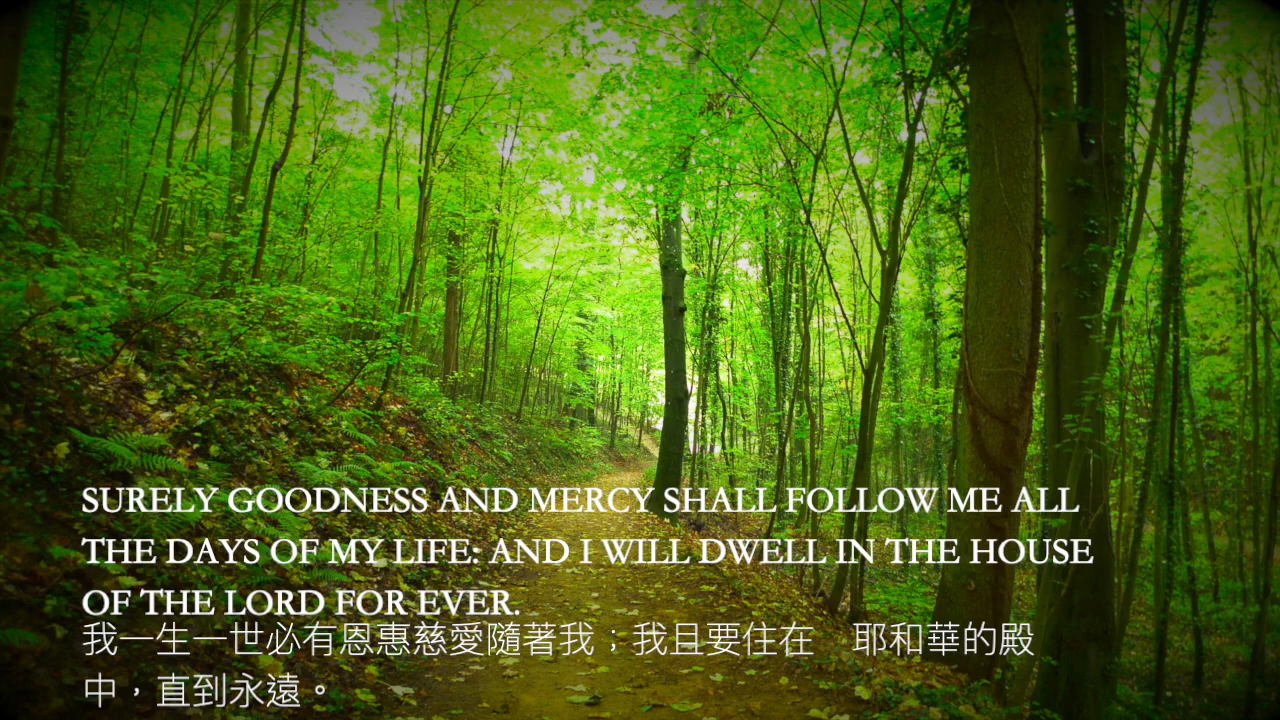 SURELY GOODNESS AND MERCY SHALL FOLLOW ME ALL
THE DAYS OF MY LIFE: AND I WILL DWELL IN THE HOUSE
OF THE LORD FOR EVER.
我一生一世必有恩惠慈愛隨著我；我且要住在　耶和華的殿
中，直到永遠。